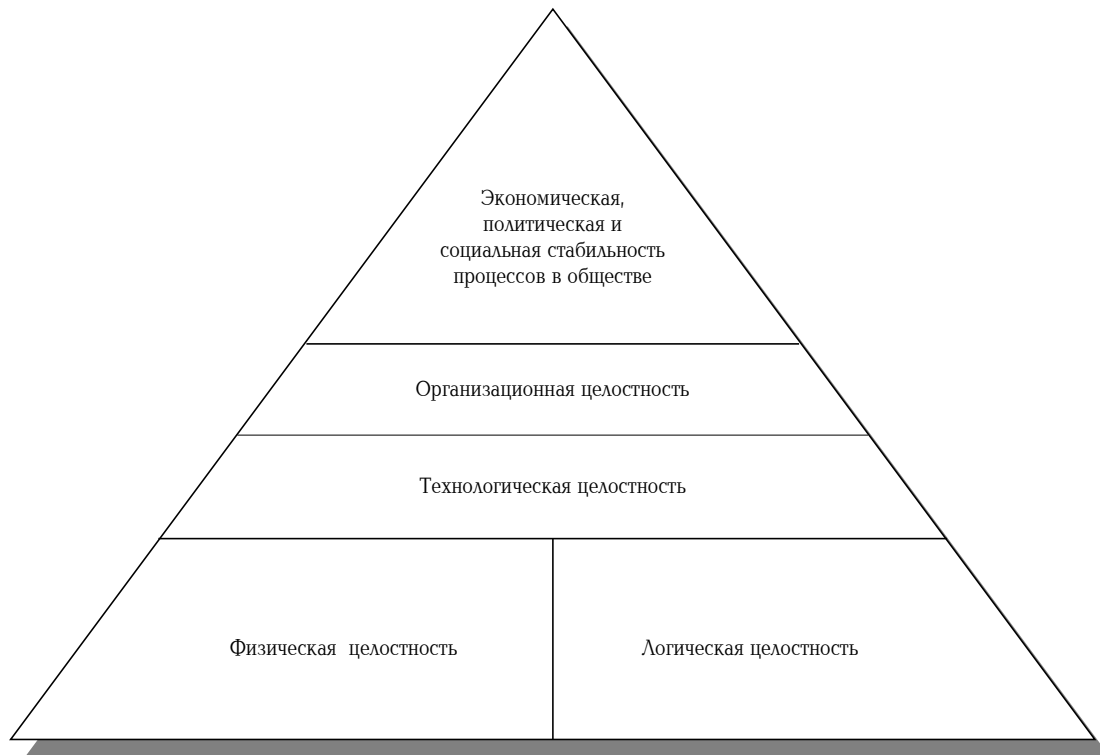 Экономическая,
политическая и
социальная стабильность
процессов в обществе
Организационная целостность
Технологическая целостность
Физическая целостность
Логическая целостность